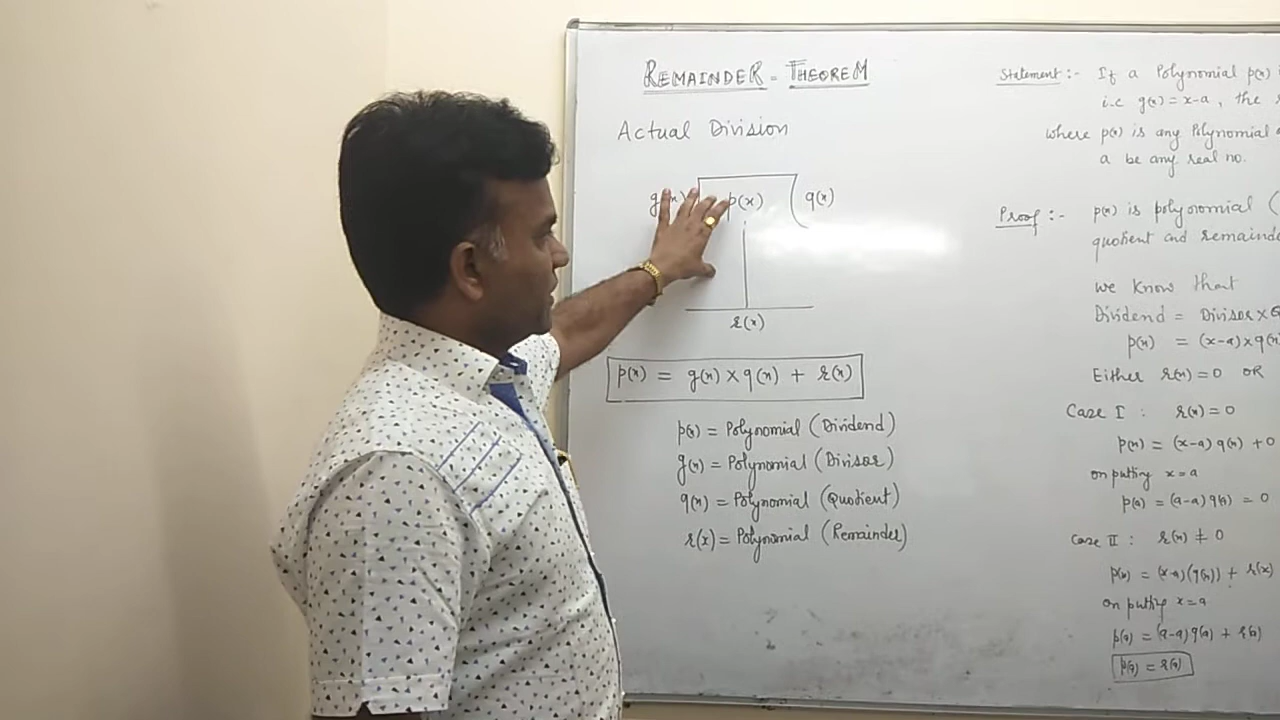 REMAINDER - THEOREM
Actual Division
g(x) p(x) q(x)
r(x)
p(x) = g(x) × q(x) + r(x)
p(x) = Polynomial (Dividend)
g(x) = Polynomial (Divisor)
q(x) = Polynomial (Quotient)
r(x) = Polynomial (Remainder)
Statement :- If a Polynomial p(x)
i.e g(x) = x-a, the
where p(x) is any Polynomial
a be any real no.
Proof :- p(x) is polynomial (
quotient and remainde
we know that
Dividend = Divisor × Q
p(x) = (x-a) × q(x)
Either r(x) = 0 OR
Case I : r(x) = 0
p(x) = (x-a) q(x) + 0
on putting x = a
p(a) = (a-a) q(a) = 0
Case II : r(x) ≠ 0
p(x) = (x-a)(q(x)) + r(x)
on putting x = a
p(a) = (a-a) q(a) + r(a)
p(a) = r(a)